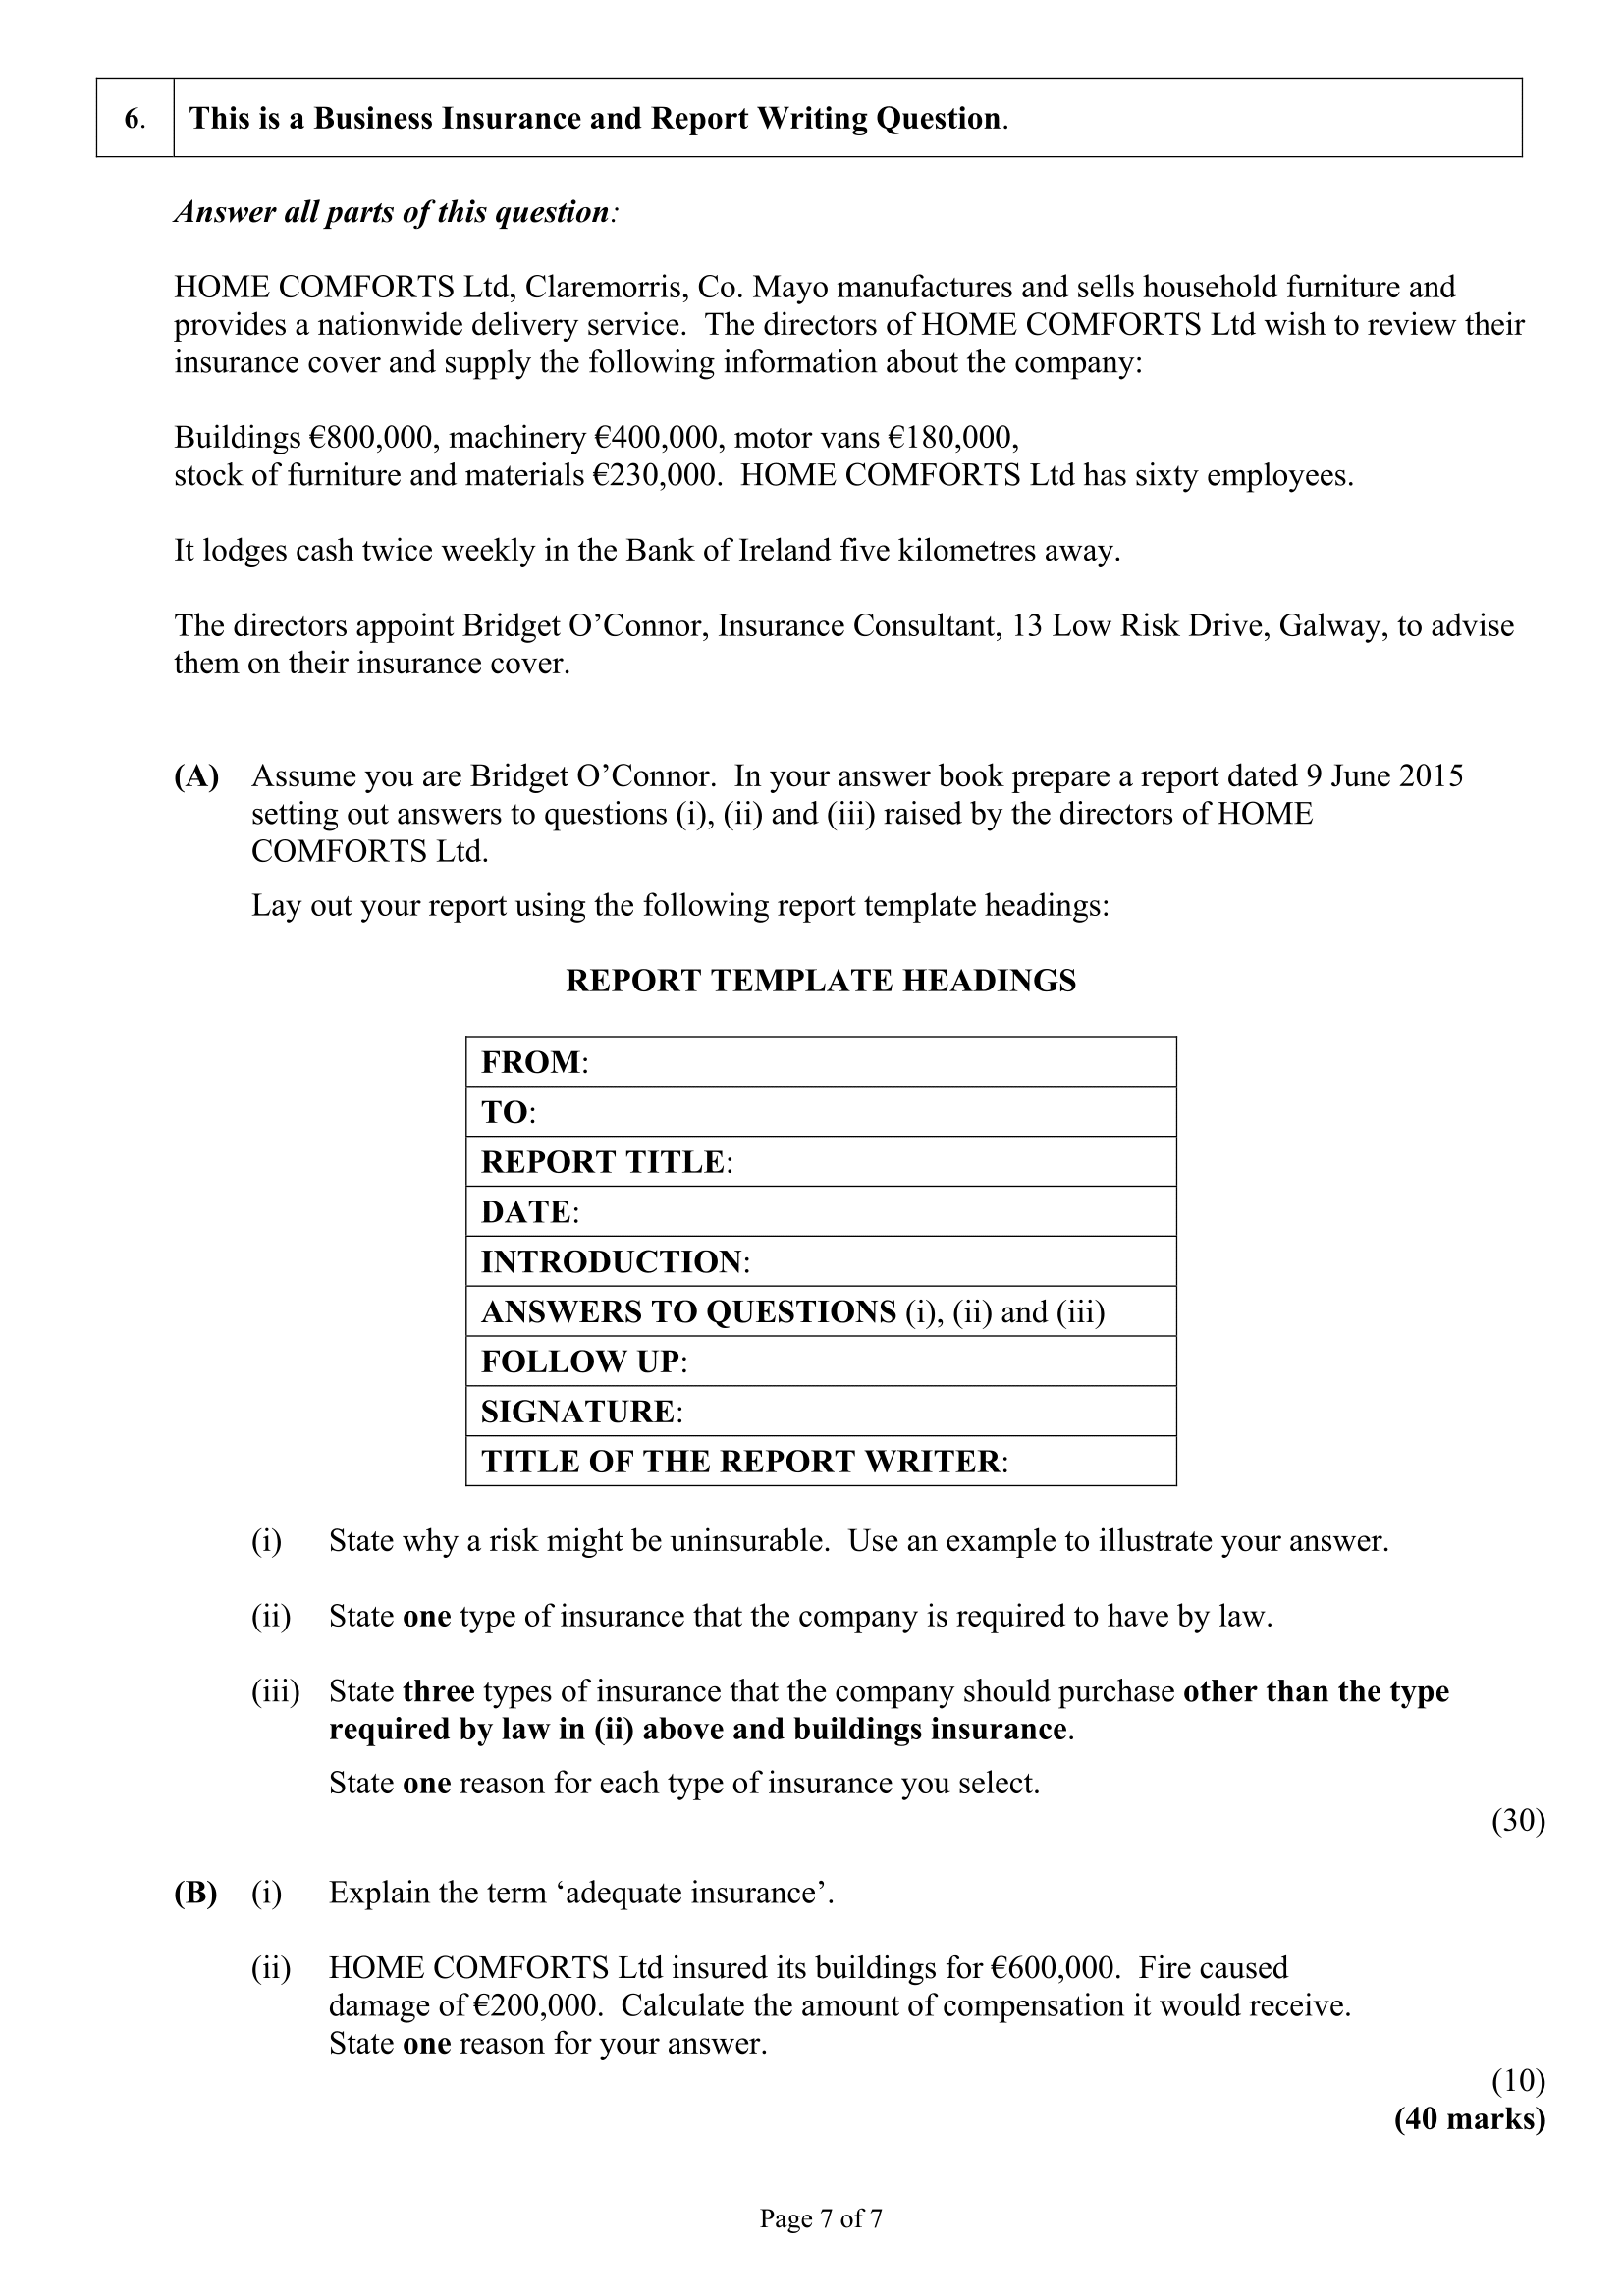 6. This is a Business Insurance and Report Writing Question.
Answer all parts of this question:
HOME COMFORTS Ltd, Claremorris, Co. Mayo manufactures and sells household furniture and
provides a nationwide delivery service. The directors of HOME COMFORTS Ltd wish to review their
insurance cover and supply the following information about the company:
Buildings €800,000, machinery €400,000, motor vans €180,000,
stock of furniture and materials €230,000. HOME COMFORTS Ltd has sixty employees.
It lodges cash twice weekly in the Bank of Ireland five kilometres away.
The directors appoint Bridget O’Connor, Insurance Consultant, 13 Low Risk Drive, Galway, to advise
them on their insurance cover.
(A) Assume you are Bridget O’Connor. In your answer book prepare a report dated 9 June 2015
setting out answers to questions (i), (ii) and (iii) raised by the directors of HOME
COMFORTS Ltd.
Lay out your report using the following report template headings:
REPORT TEMPLATE HEADINGS
FROM:
TO:
REPORT TITLE:
DATE:
INTRODUCTION:
ANSWERS TO QUESTIONS (i), (ii) and (iii)
FOLLOW UP:
SIGNATURE:
TITLE OF THE REPORT WRITER:
(i) State why a risk might be uninsurable. Use an example to illustrate your answer.
(ii) State one type of insurance that the company is required to have by law.
(iii) State three types of insurance that the company should purchase other than the type
required by law in (ii) above and buildings insurance.
State one reason for each type of insurance you select.
(30)
(B) (i) Explain the term ‘adequate insurance’.
(ii) HOME COMFORTS Ltd insured its buildings for €600,000. Fire caused
damage of €200,000. Calculate the amount of compensation it would receive.
State one reason for your answer.
(10)
(40 marks)
Page 7 of 7